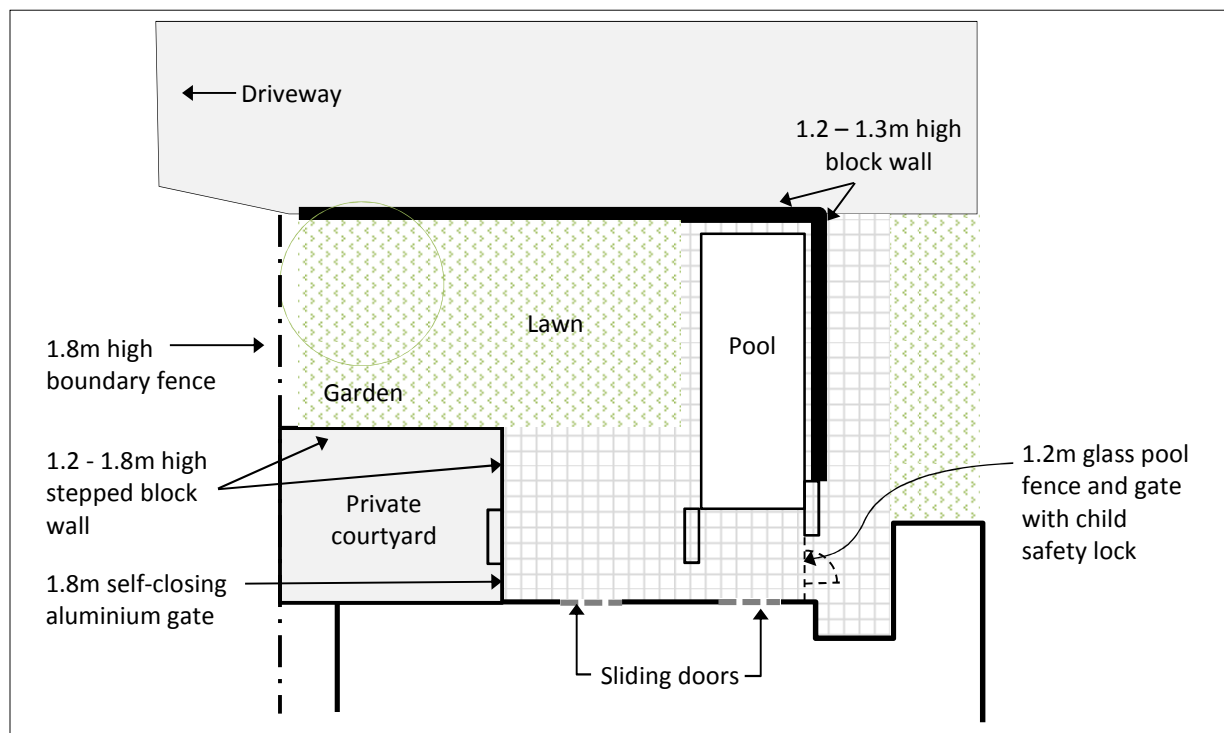 Driveway
1.2 – 1.3m high
block wall
Lawn
Pool
1.8m high
boundary fence
Garden
1.2 - 1.8m high
stepped block
wall
Private
courtyard
1.2m glass pool
fence and gate
with child
safety lock
1.8m self-closing
aluminium gate
Sliding doors